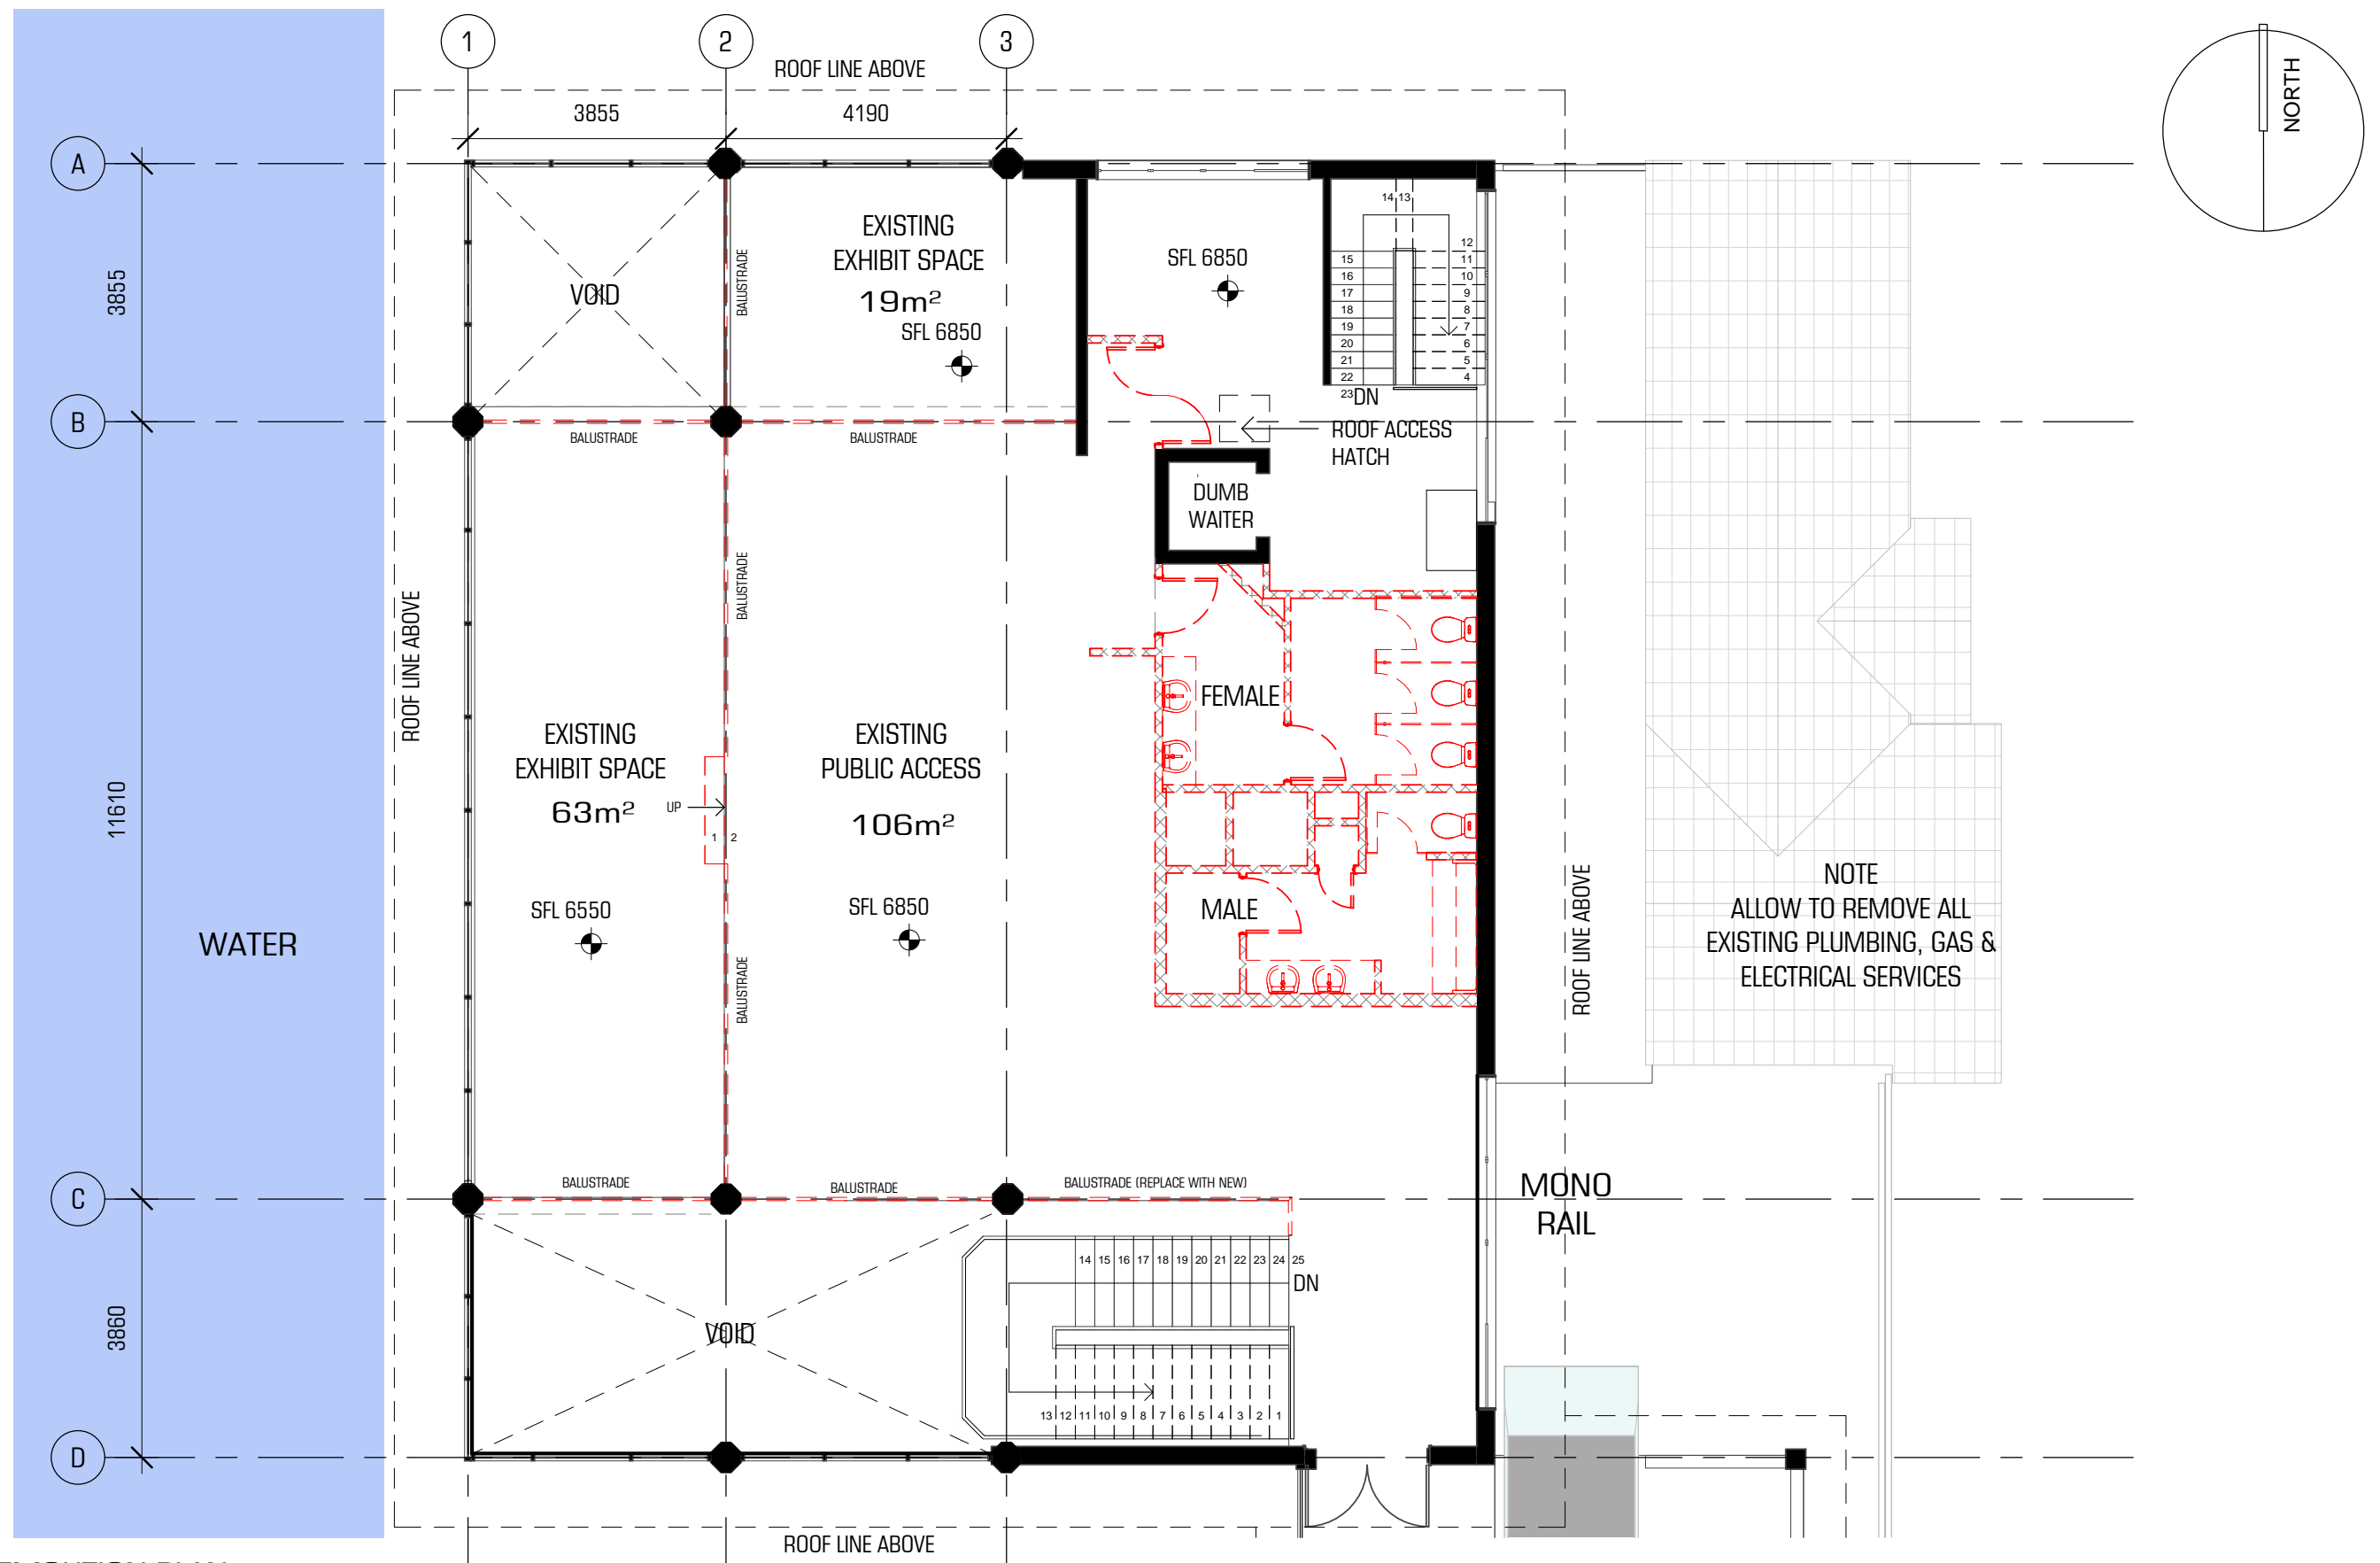 1
2
3
ROOF LINE ABOVE
NORTH
3855
4190
A
EXISTING
EXHIBIT SPACE
19m²
SFL 6850
SFL 6850
14
13
12
11
10
9
8
7
6
5
4
15
16
17
18
19
20
21
22
23
DN
VOID
BALUSTRADE
3855
B
BALUSTRADE
BALUSTRADE
ROOF ACCESS
HATCH
DUMB
WAITER
BALUSTRADE
ROOF LINE ABOVE
FEMALE
EXISTING
EXHIBIT SPACE
63m²
UP
1
2
EXISTING
PUBLIC ACCESS
106m²
11610
SFL 6550
SFL 6850
MALE
WATER
BALUSTRADE
ROOF LINE ABOVE
NOTE
ALLOW TO REMOVE ALL
EXISTING PLUMBING, GAS &
ELECTRICAL SERVICES
C
BALUSTRADE
BALUSTRADE
BALUSTRADE (REPLACE WITH NEW)
MONO
RAIL
14 15 16 17 18 19 20 21 22 23 24 25
DN
3860
VOID
13 12 11 10 9 8 7 6 5 4 3 2 1
D
ROOF LINE ABOVE